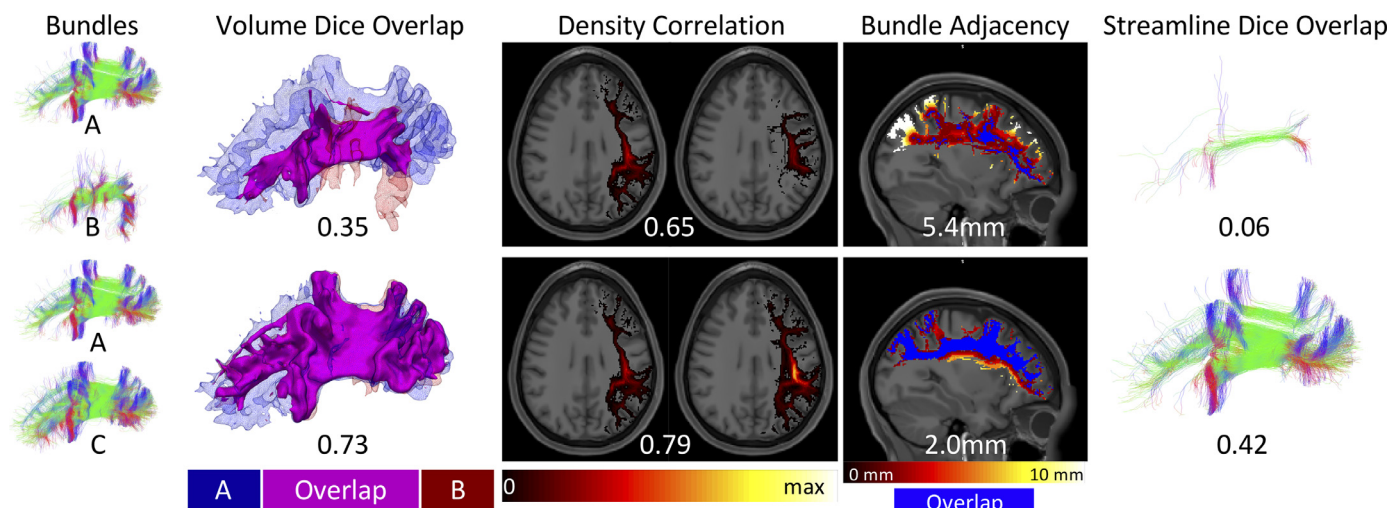 Bundles Volume Dice Overlap Density Correlation Bundle Adjacency Streamline Dice Overlap
A
B
0.35 0.65 5.4mm 0.06
A
C
0.73 0.79 2.0mm 0.42
A Overlap B 0 max 0 mm 10 mm
Overlap